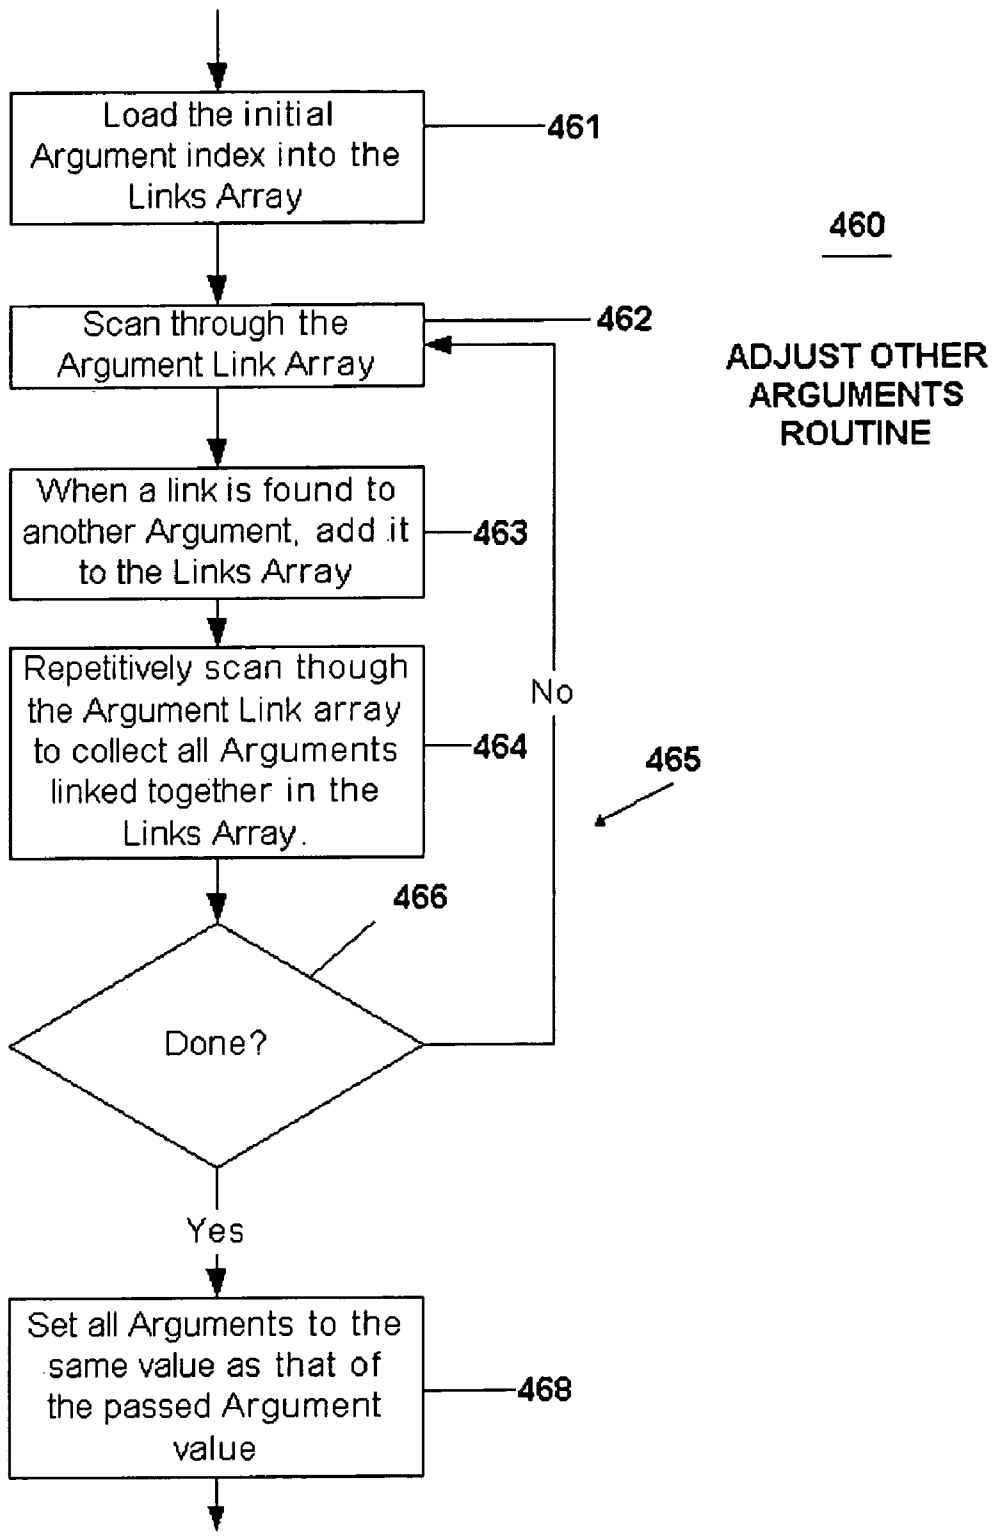 Load the initial
Argument index into the
Links Array
461
460
Scan through the
Argument Link Array
462
ADJUST OTHER
ARGUMENTS
ROUTINE
When a link is found to
another Argument, add it
to the Links Array
463
Repetitively scan though
the Argument Link array
to collect all Arguments
linked together in the
Links Array.
464
No
465
466
Done?
Yes
Set all Arguments to the
same value as that of
the passed Argument
value
468